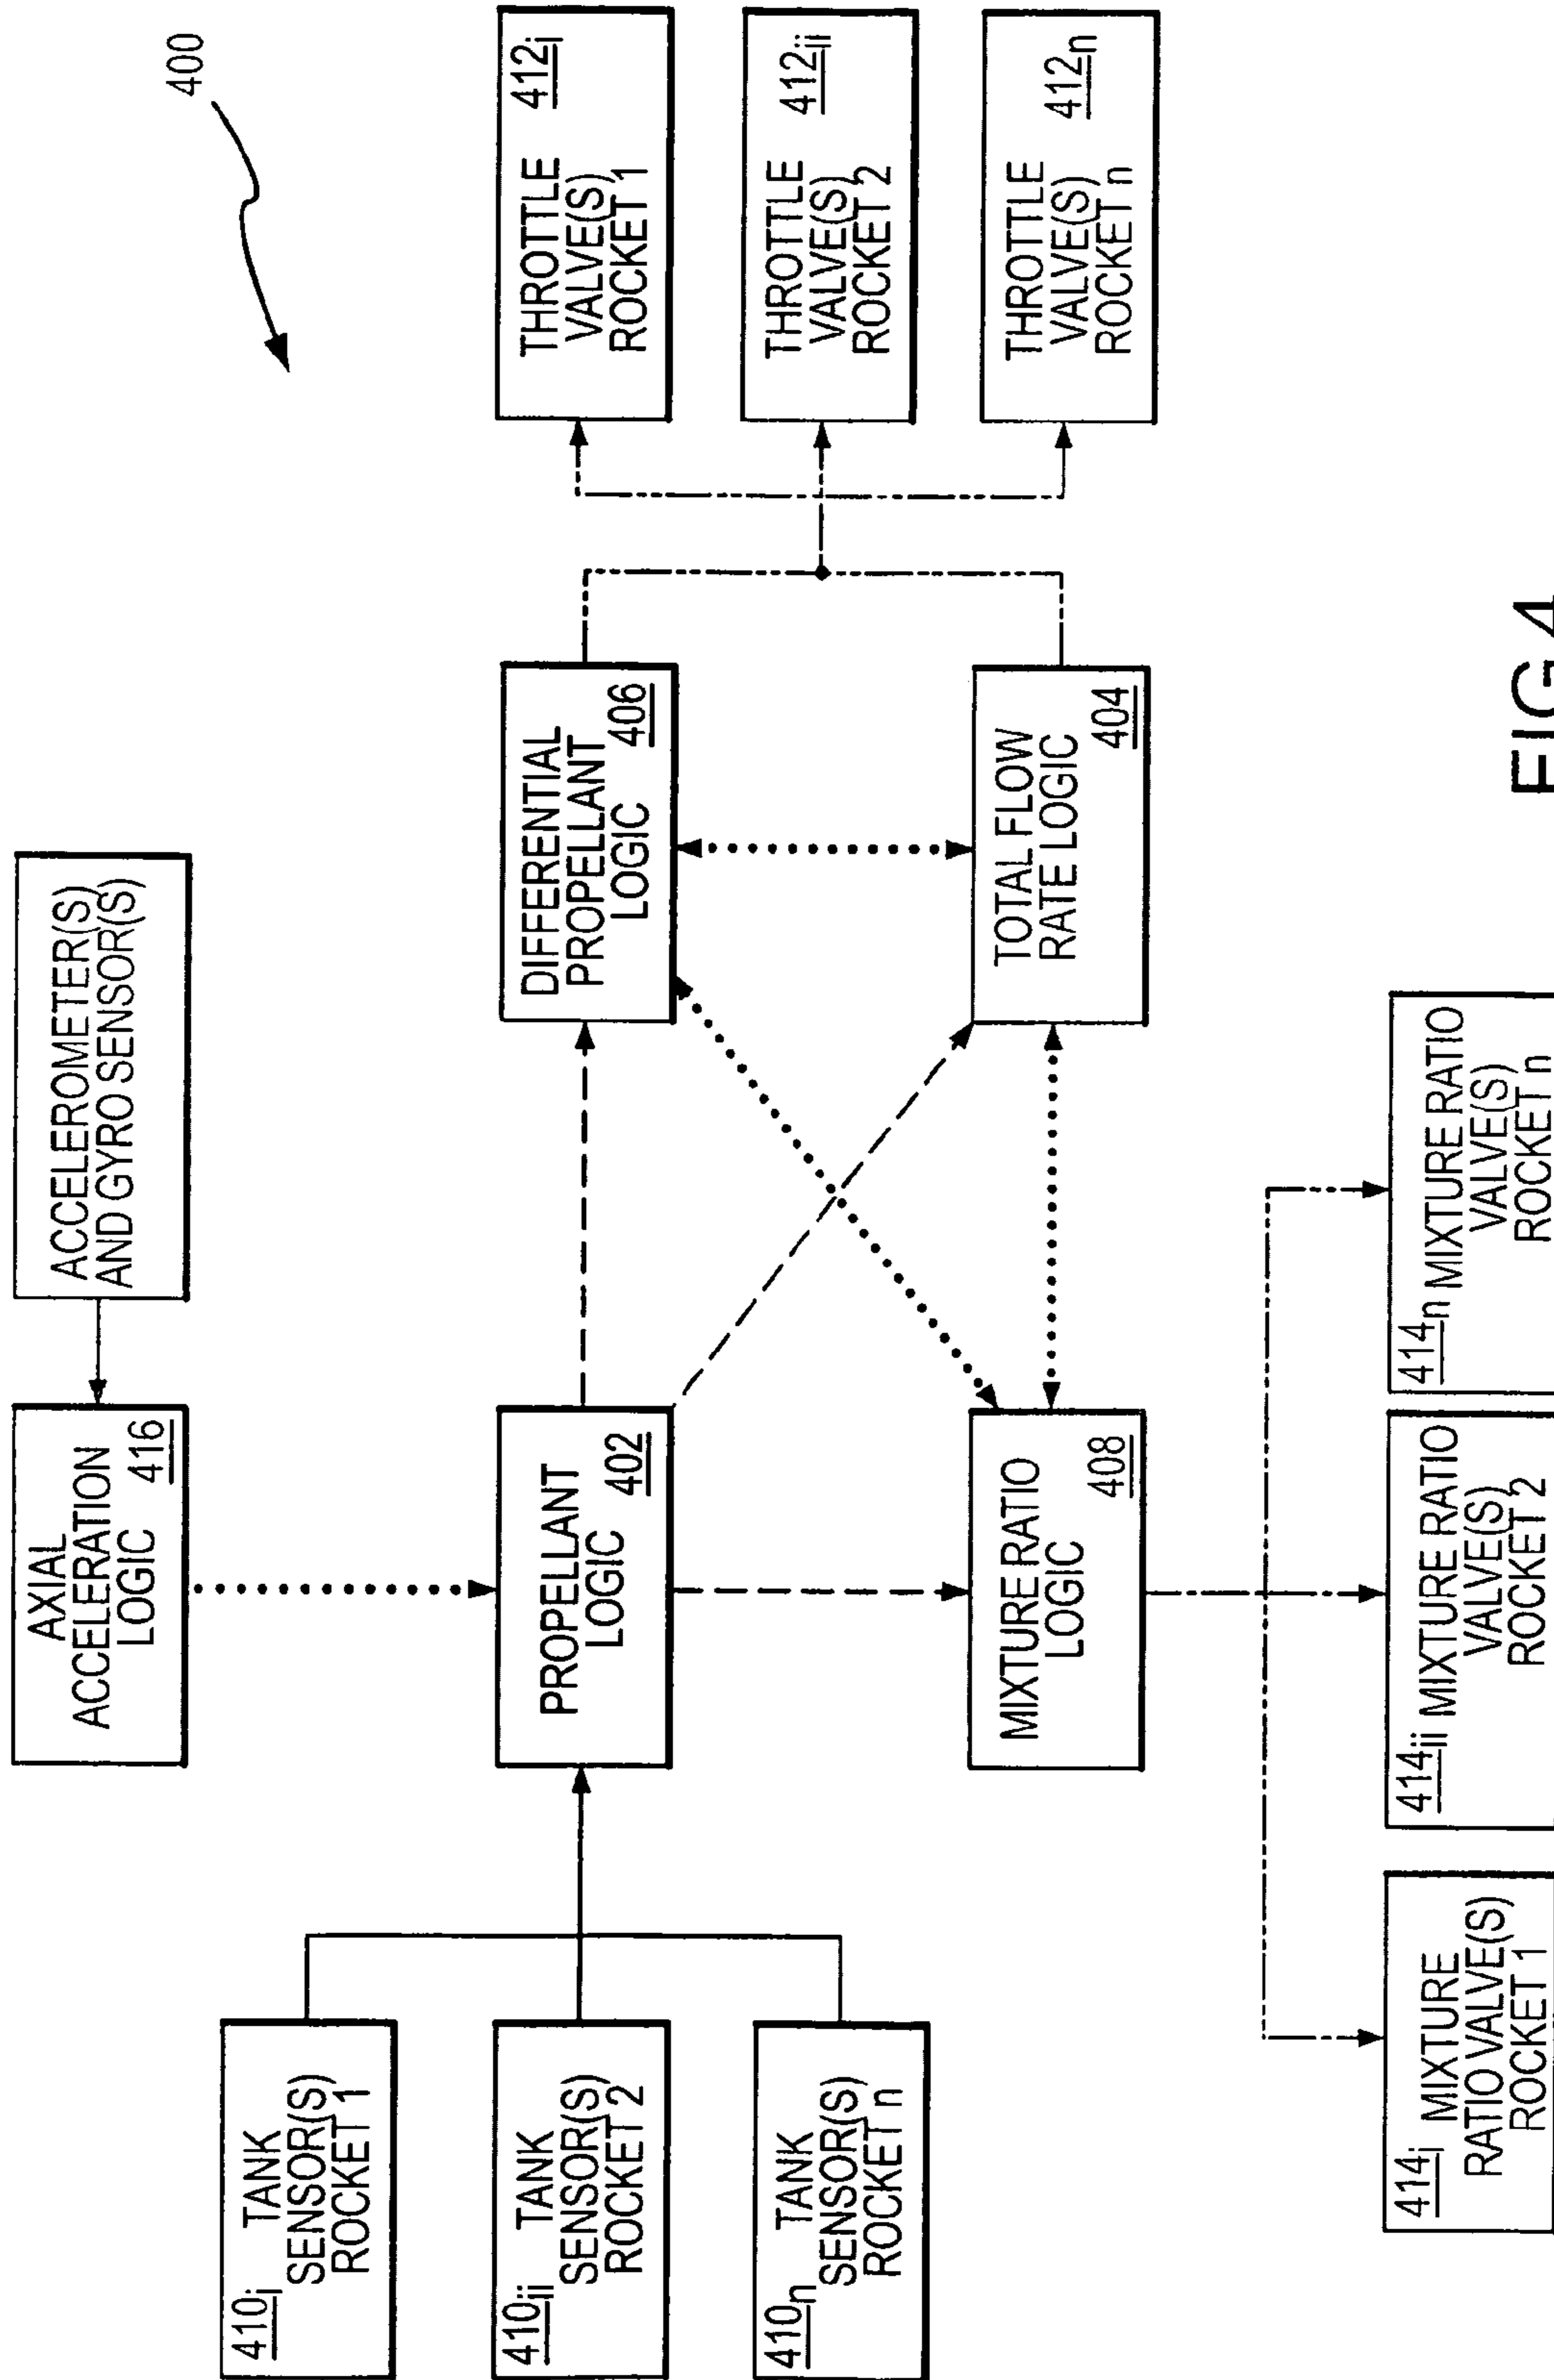 400
ACCELEROMETER(S)
AND GYRO SENSOR(S)
AXIAL
ACCELERATION
LOGIC 416
410i TANK
SENSOR(S)
ROCKET 1
410ii TANK
SENSOR(S)
ROCKET 2
410n TANK
SENSOR(S)
ROCKET n
PROPELLANT
LOGIC 402
DIFFERENTIAL
PROPELLANT
LOGIC 406
THROTTLE 412i
VALVE(S)
ROCKET 1
THROTTLE 412ii
VALVE(S)
ROCKET 2
THROTTLE 412n
VALVE(S)
ROCKET n
MIXTURE RATIO
LOGIC 408
TOTAL FLOW
RATE LOGIC
404
414i MIXTURE
RATIO VALVE(S)
ROCKET 1
414ii MIXTURE RATIO
VALVE(S)
ROCKET 2
414n MIXTURE RATIO
VALVE(S)
ROCKET n
FIG 4